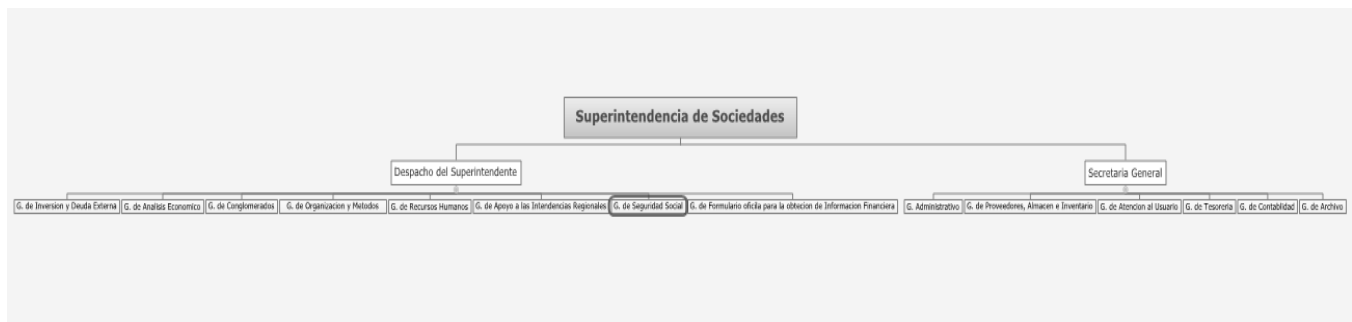 Superintendencia de Sociedades
Despacho del Superintendente
Secretaria General
G. de Inversion y Deuda Externa
G. de Analisis Economico
G. de Conglomerados
G. de Organizacion y Metodos
G. de Recursos Humanos
G. de Apoyo a las Intendencias Regionales
G. de Seguridad Social
G. de Formulario oficila para la obtecion de Informacion Financiera
G. Administrativo
G. de Proveedores, Almacen e Inventario
G. de Atencion al Usuario
G. de Tesoreria
G. de Contabilidad
G. de Archivo